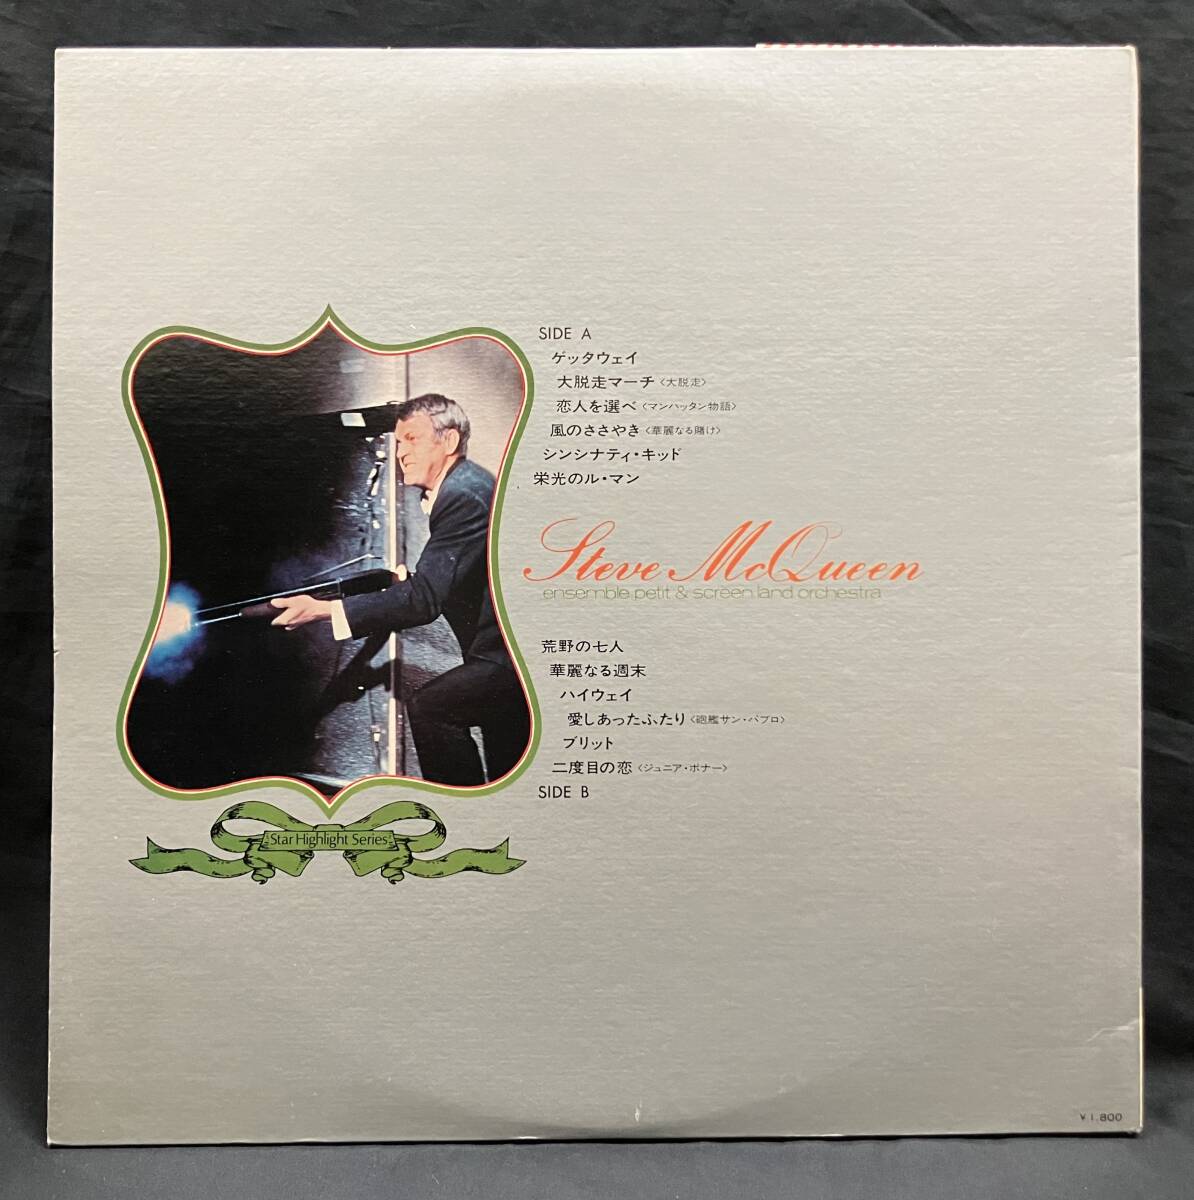 SIDE A
ゲッタウェイ
大脱走マーチ〈大脱走〉
恋人を選べ〈マンハッタン物語〉
風のささやき〈華麗なる賭け〉
シンシナティ・キッド
栄光のル・マン
Steve McQueen
ensemble petit & screen land orchestra
荒野の七人
華麗なる週末
ハイウェイ
愛しあったふたり〈砲艦サン・パブロ〉
ブリット
二度目の恋〈ジュニア・ボナー〉
SIDE B
Star Highlight Series
¥1,800